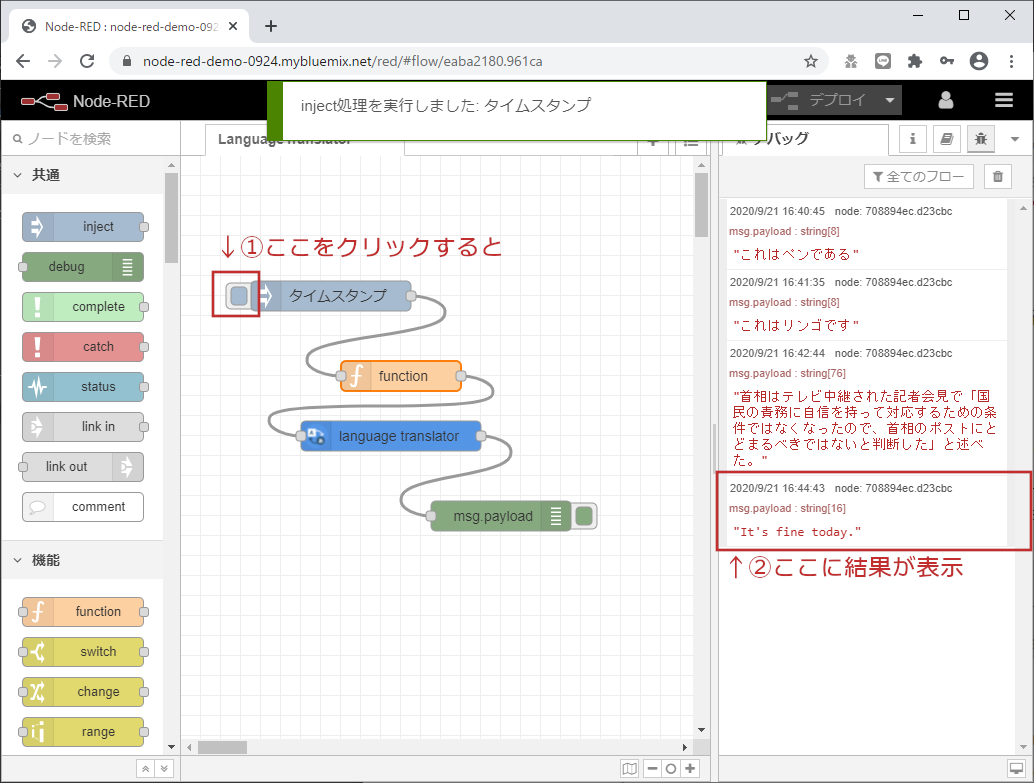 Node-RED : node-red-demo-092
node-red-demo-0924.mybluemix.net/red/#flow/eaba2180.961ca
Node-RED
inject処理を実行しました: タイムスタンプ
デプロイ
ノードを検索
Language Translator
デバッグ
共通
全てのフロー
inject
debug
complete
catch
status
link in
link out
comment
機能
function
switch
change
range
↓①ここをクリックすると
タイムスタンプ
function
language translator
msg.payload
2020/9/21 16:40:45 node: 708894ec.d23cbc
msg.payload : string[8]
"これはペンである"
2020/9/21 16:41:35 node: 708894ec.d23cbc
msg.payload : string[8]
"これはリンゴです"
2020/9/21 16:42:44 node: 708894ec.d23cbc
msg.payload : string[76]
"首相はテレビ中継された記者会見で「国
民の責務に自信を持って対応するための条
件ではなくなったので、首相のポストにと
どまるべきではないと判断した」と述べ
た。"
2020/9/21 16:44:43 node: 708894ec.d23cbc
msg.payload : string[16]
"It's fine today."
↑②ここに結果が表示